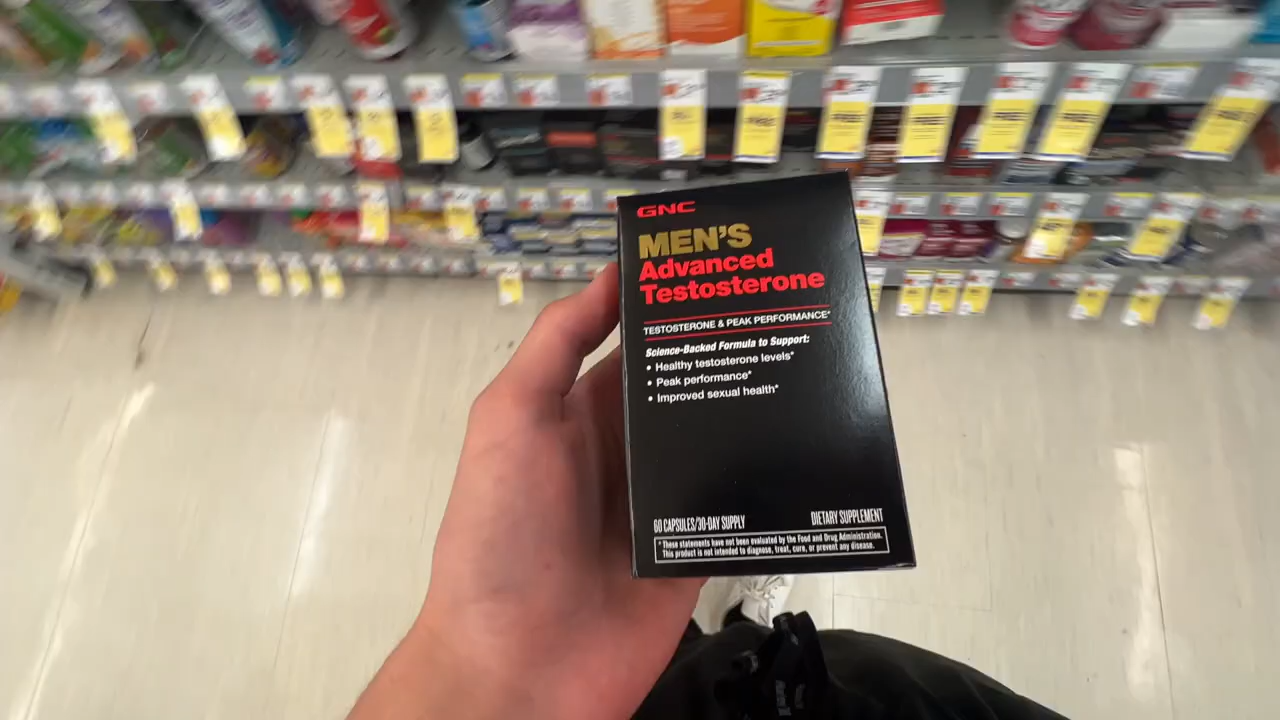 GNC
MEN'S
Advanced
Testosterone
TESTOSTERONE & PEAK PERFORMANCE*
Science-Backed Formula to Support:
• Healthy testosterone levels*
• Peak performance*
• Improved sexual health*
60 CAPSULES/30-DAY SUPPLY
DIETARY SUPPLEMENT
* These statements have not been evaluated by the Food and Drug Administration.
This product is not intended to diagnose, treat, cure, or prevent any disease.